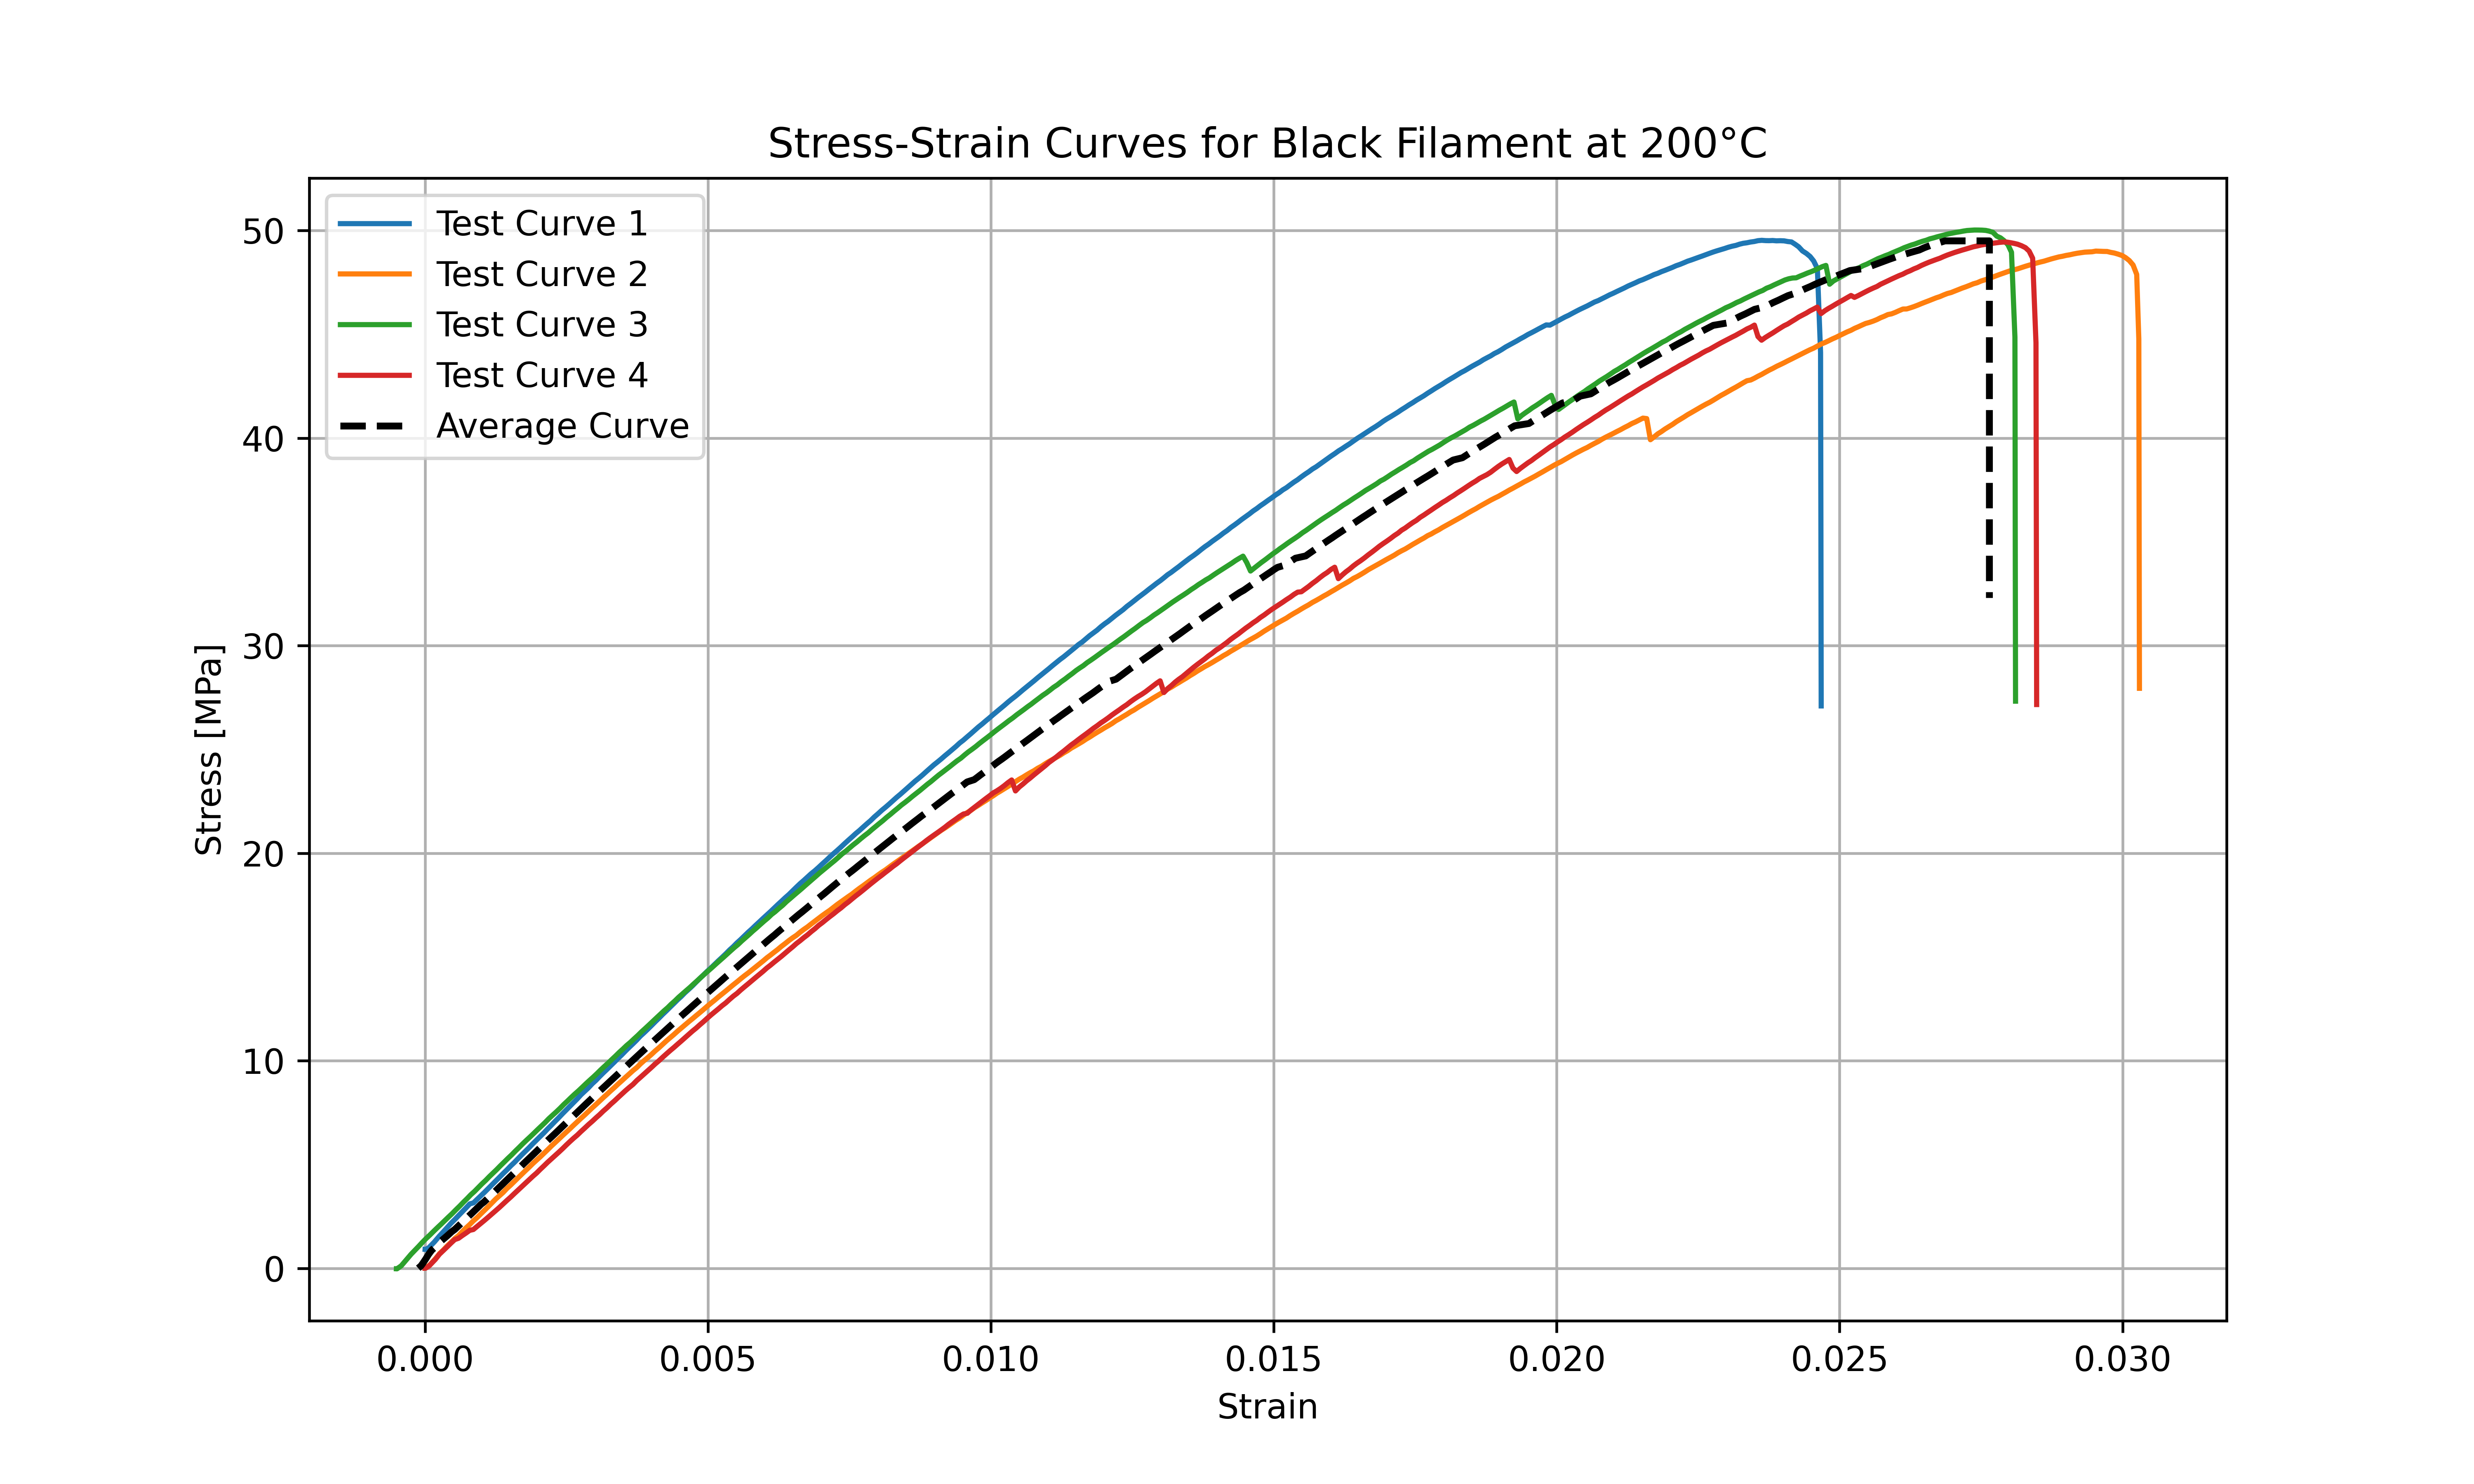 Stress-Strain Curves for Black Filament at 200°C
Test Curve 1
Test Curve 2
Test Curve 3
Test Curve 4
Average Curve
50
40
30
20
10
0
Stress [MPa]
0.000 0.005 0.010 0.015 0.020 0.025 0.030
Strain